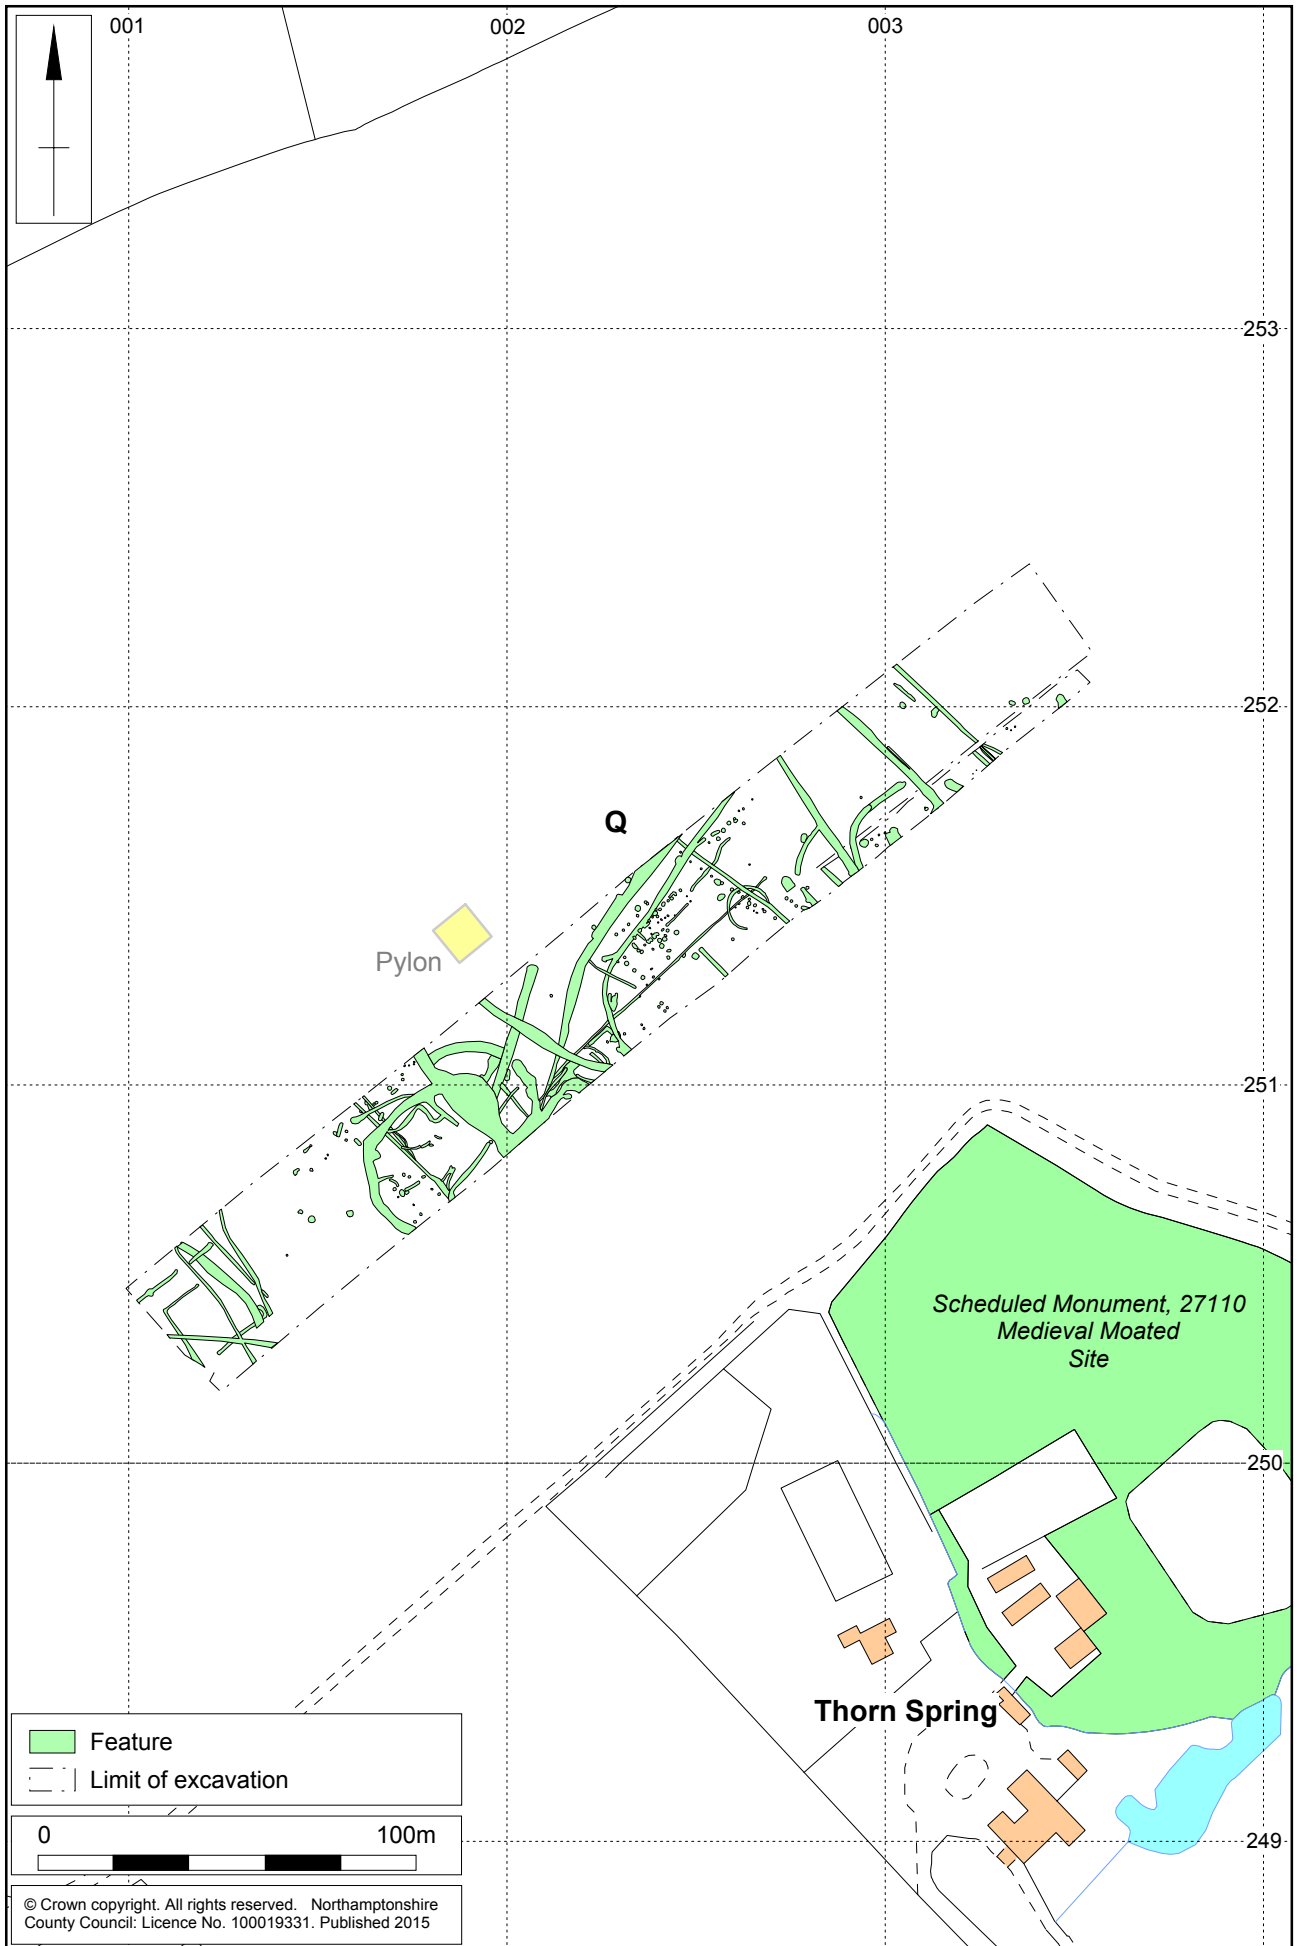 001
002
003
253
252
Q
Pylon
251
Scheduled Monument, 27110
Medieval Moated
Site
250
Thorn Spring
Feature
Limit of excavation
0 100m
249
© Crown copyright. All rights reserved. Northamptonshire
County Council: Licence No. 100019331. Published 2015